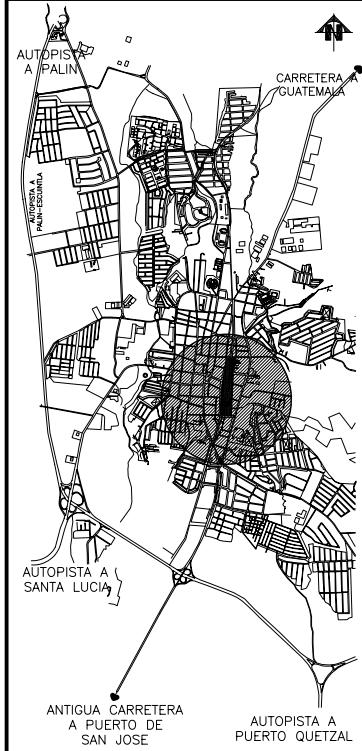 N
AUTOPISTA
A PALIN
CARRETERA A
GUATEMALA
AUTOPISTA A
PALIN-ESCUINTLA
AUTOPISTA A
SANTA LUCIA
ANTIGUA CARRETERA
A PUERTO DE
SAN JOSE
AUTOPISTA A
PUERTO QUETZAL